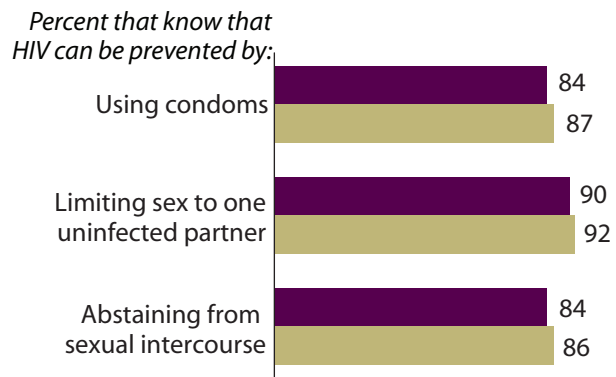 Percent that know that
HIV can be prevented by:
Using condoms
84
87
Limiting sex to one
uninfected partner
90
92
Abstaining from
sexual intercourse
84
86